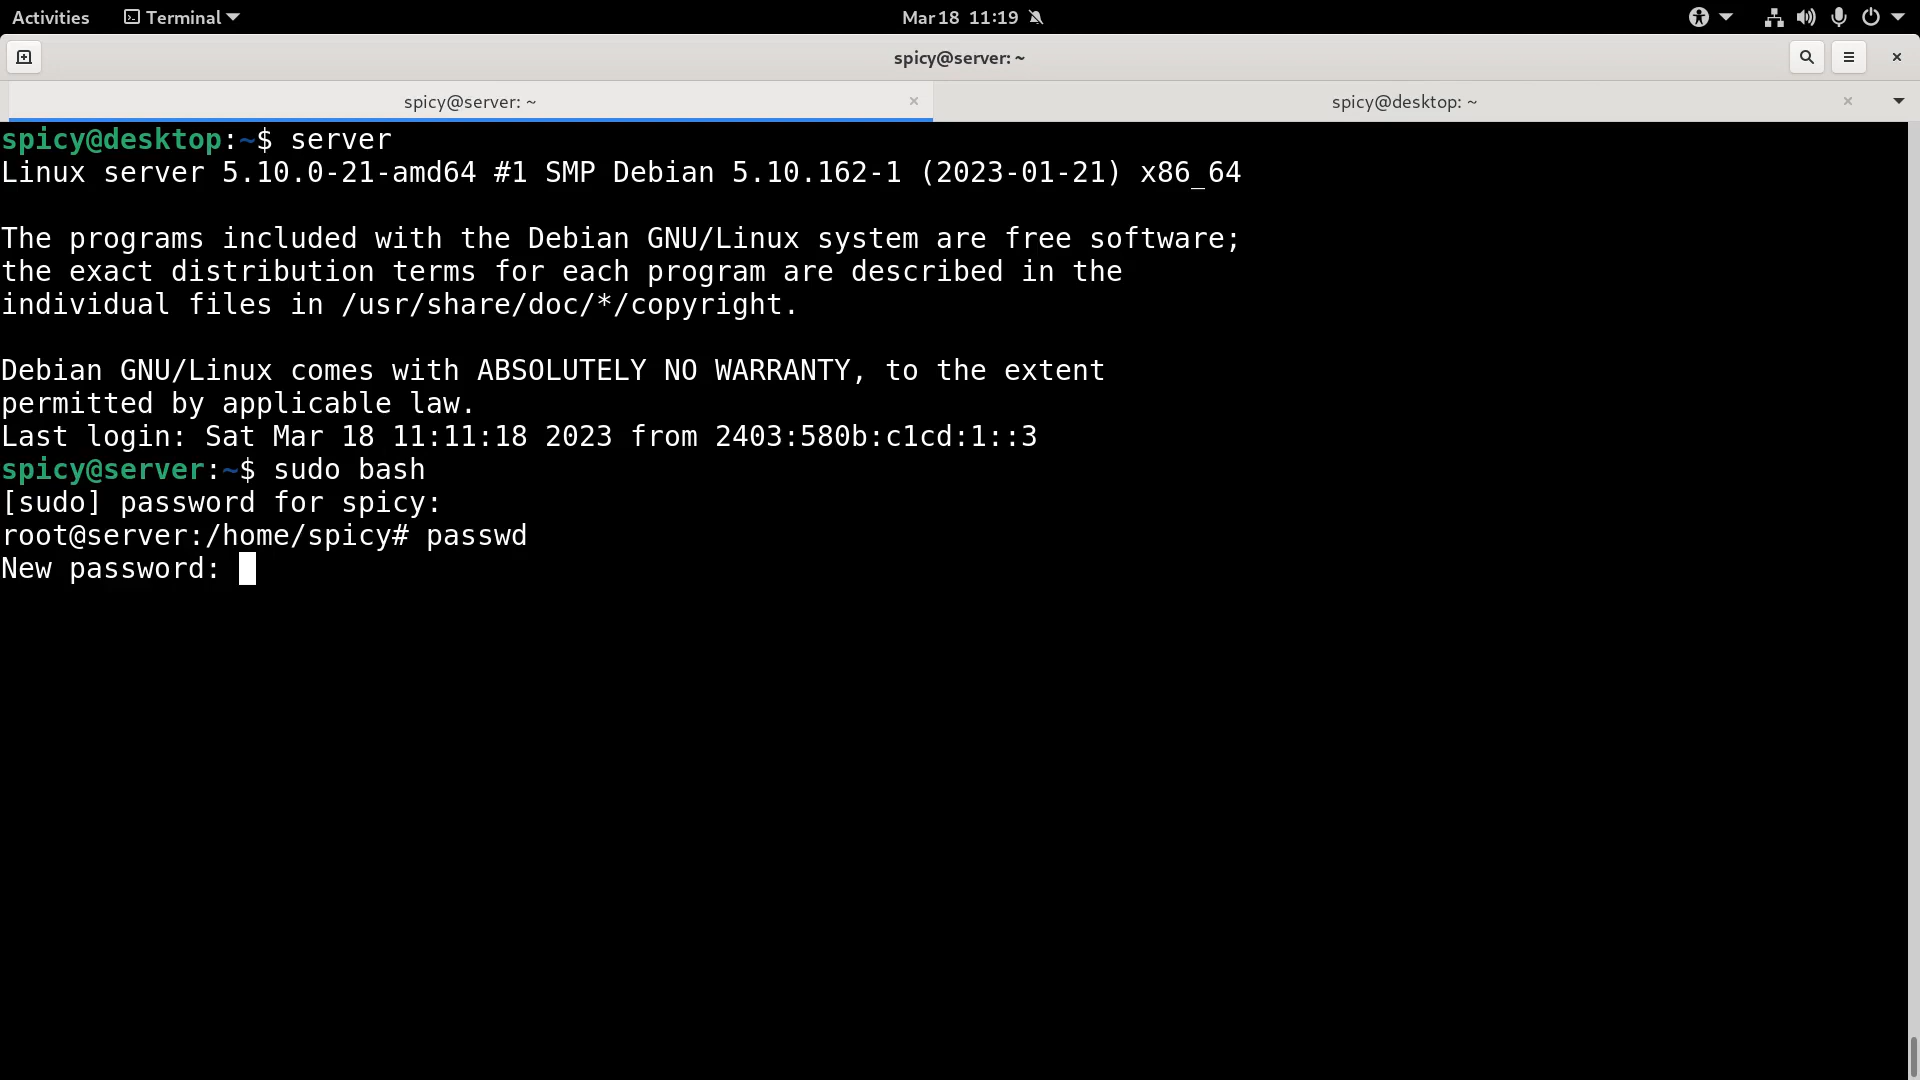 Activities Terminal Mar 18 11:19
spicy@server: ~
spicy@server: ~ spicy@desktop: ~
spicy@desktop:~$ server
Linux server 5.10.0-21-amd64 #1 SMP Debian 5.10.162-1 (2023-01-21) x86_64
The programs included with the Debian GNU/Linux system are free software;
the exact distribution terms for each program are described in the
individual files in /usr/share/doc/*/copyright.
Debian GNU/Linux comes with ABSOLUTELY NO WARRANTY, to the extent
permitted by applicable law.
Last login: Sat Mar 18 11:11:18 2023 from 2403:580b:c1cd:1::3
spicy@server:~$ sudo bash
[sudo] password for spicy:
root@server:/home/spicy# passwd
New password: